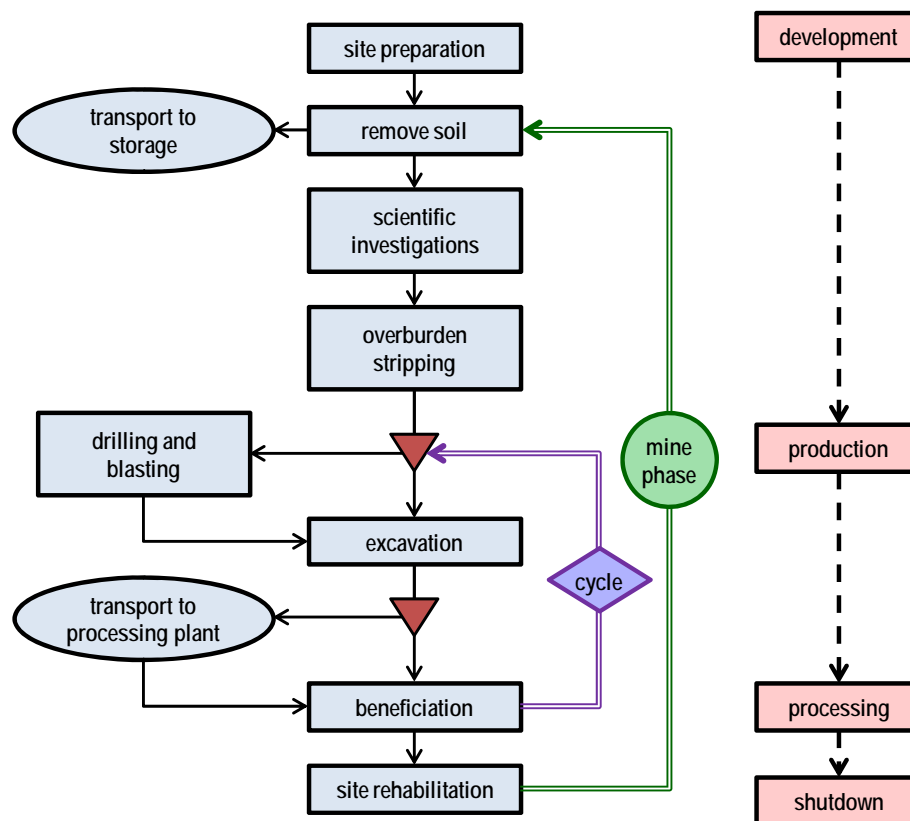 site preparation
development
transport to
storage
remove soil
scientific
investigations
overburden
stripping
drilling and
blasting
mine
phase
production
excavation
cycle
transport to
processing plant
beneficiation
processing
site rehabilitation
shutdown